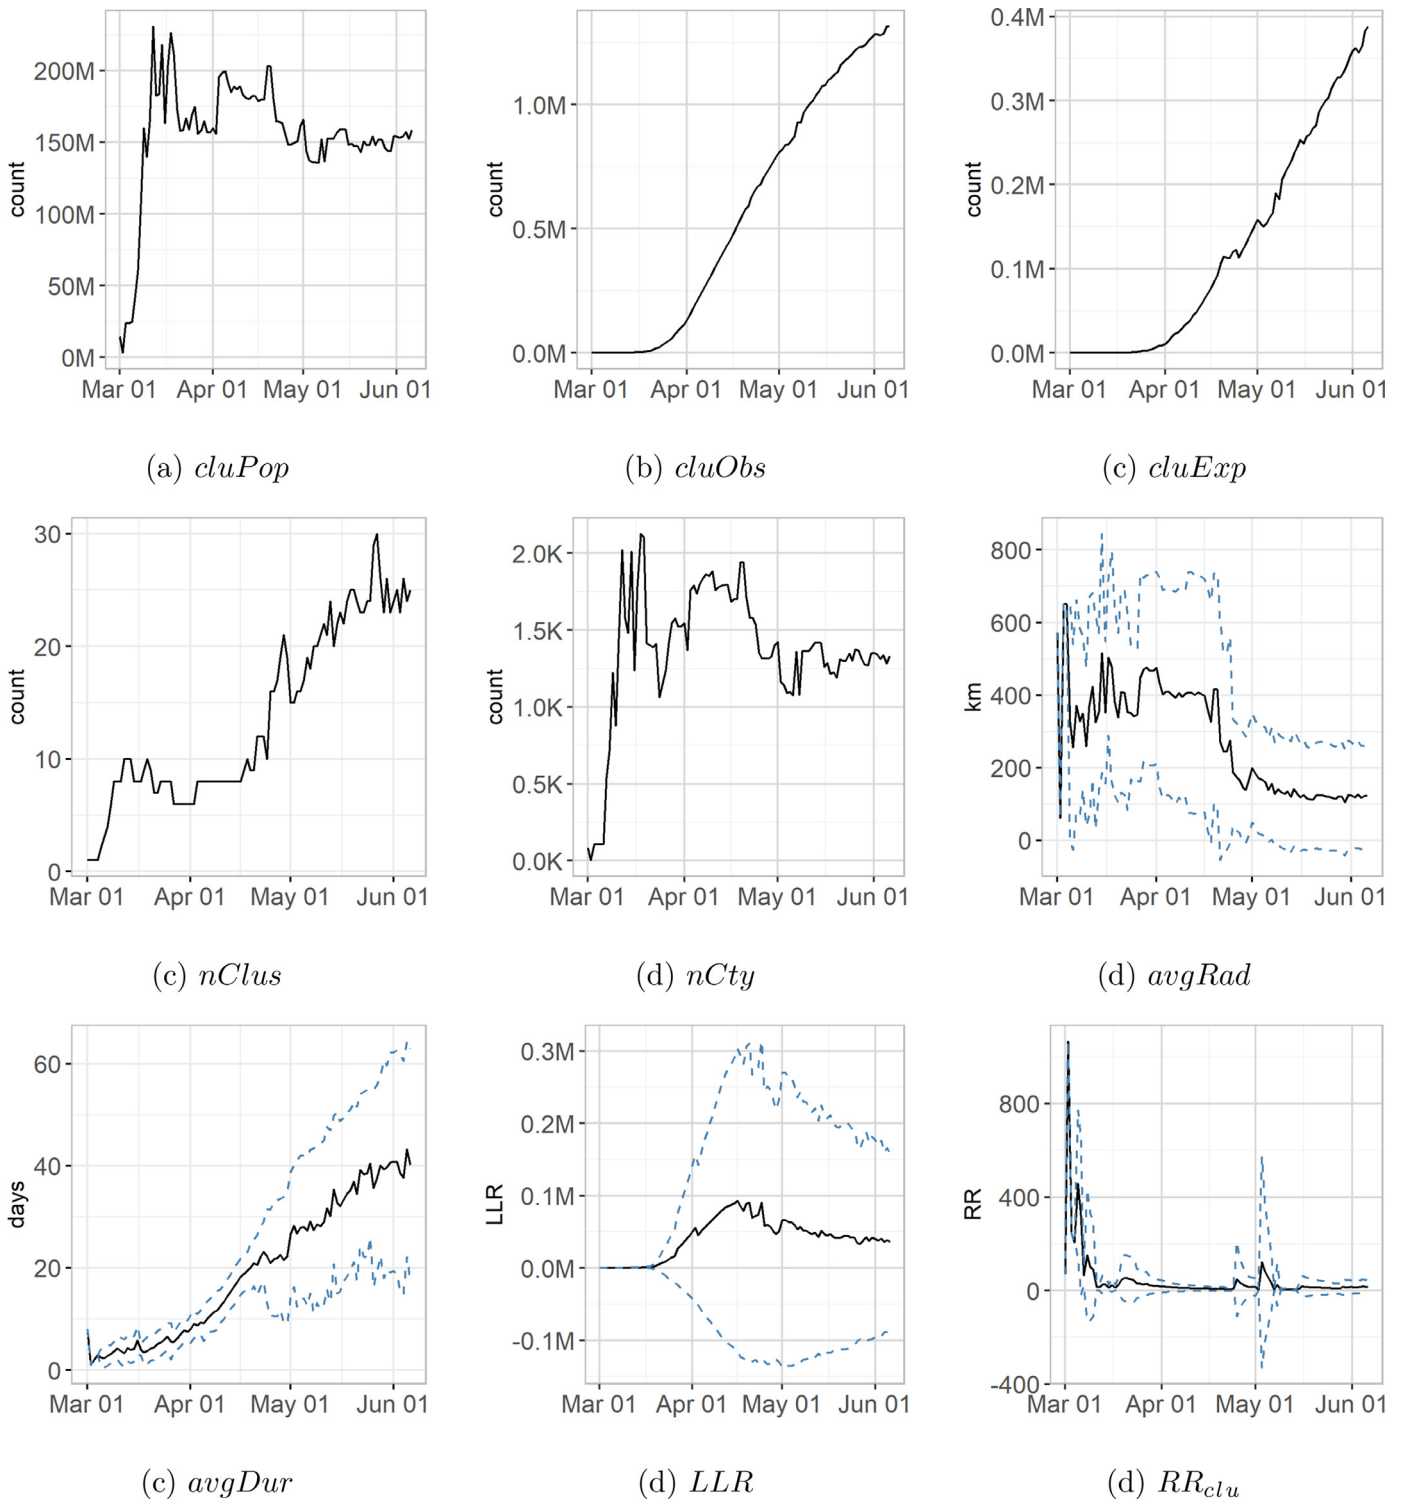 200M
150M
100M
50M
0M
count
Mar 01 Apr 01 May 01 Jun 01
(a) cluPop
1.0M
0.5M
0.0M
count
Mar 01 Apr 01 May 01 Jun 01
(b) cluObs
0.4M
0.3M
0.2M
0.1M
0.0M
count
Mar 01 Apr 01 May 01 Jun 01
(c) cluExp
30
20
10
0
count
Mar 01 Apr 01 May 01 Jun 01
(c) nClus
2.0K
1.5K
1.0K
0.5K
0.0K
count
Mar 01 Apr 01 May 01 Jun 01
(d) nCty
800
600
400
200
0
km
Mar 01 Apr 01 May 01 Jun 01
(d) avgRad
60
40
20
0
days
Mar 01 Apr 01 May 01 Jun 01
(c) avgDur
0.3M
0.2M
0.1M
0.0M
-0.1M
LLR
Mar 01 Apr 01 May 01 Jun 01
(d) LLR
800
400
0
-400
RR
Mar 01 Apr 01 May 01 Jun 01
(d) RRclu